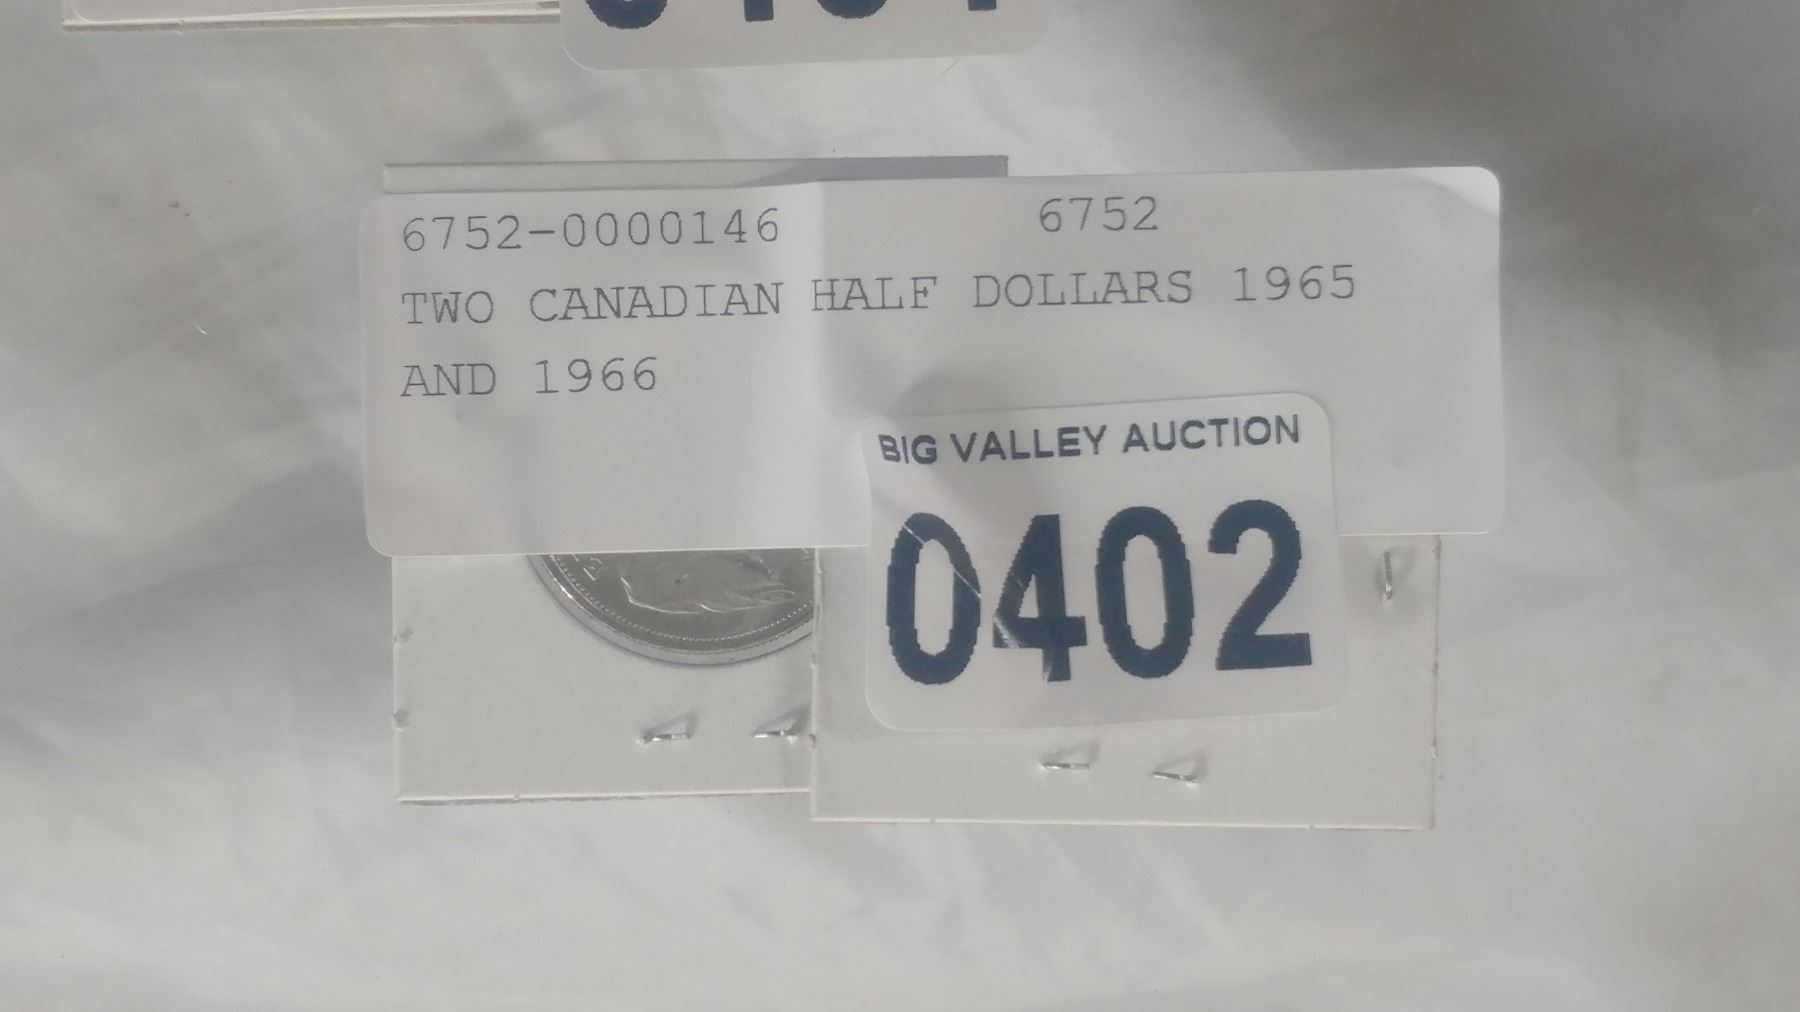 6752-0000146 6752
TWO CANADIAN HALF DOLLARS 1965
AND 1966
BIG VALLEY AUCTION
0402